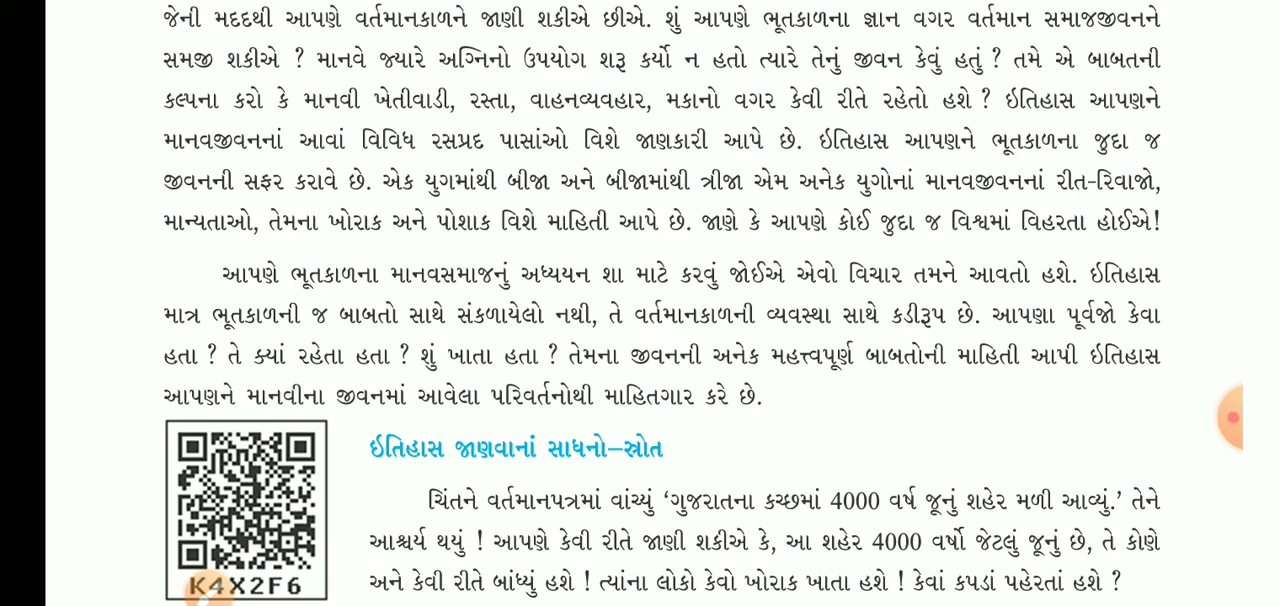 જેની મદદથી આપણે વર્તમાનકાળને જાણી શકીએ છીએ. શું આપણે ભૂતકાળના જ્ઞાન વગર વર્તમાન સમાજજીવનને
સમજી શકીએ ? માનવે જ્યારે અગ્નિનો ઉપયોગ શરૂ કર્યો ન હતો ત્યારે તેનું જીવન કેવું હતું ? તમે એ બાબતની
કલ્પના કરો કે માનવી ખેતીવાડી, રસ્તા, વાહનવ્યવહાર, મકાનો વગર કેવી રીતે રહેતો હશે ? ઇતિહાસ આપણને
માનવજીવનનાં આવાં વિવિધ રસપ્રદ પાસાંઓ વિશે જાણકારી આપે છે. ઇતિહાસ આપણને ભૂતકાળના જુદા જ
જીવનની સફર કરાવે છે. એક યુગમાંથી બીજા અને બીજામાંથી ત્રીજા એમ અનેક યુગોનાં માનવજીવનનાં રીત-રિવાજો,
માન્યતાઓ, તેમના ખોરાક અને પોશાક વિશે માહિતી આપે છે. જાણે કે આપણે કોઈ જુદા જ વિશ્વમાં વિહરતા હોઈએ!
આપણે ભૂતકાળના માનવસમાજનું અધ્યયન શા માટે કરવું જોઈએ એવો વિચાર તમને આવતો હશે. ઇતિહાસ
માત્ર ભૂતકાળની જ બાબતો સાથે સંકળાયેલો નથી, તે વર્તમાનકાળની વ્યવસ્થા સાથે કડીરૂપ છે. આપણા પૂર્વજો કેવા
હતા ? તે ક્યાં રહેતા હતા ? શું ખાતા હતા ? તેમના જીવનની અનેક મહત્ત્વપૂર્ણ બાબતોની માહિતી આપી ઇતિહાસ
આપણને માનવીના જીવનમાં આવેલા પરિવર્તનોથી માહિતગાર કરે છે.
ઇતિહાસ જાણવાનાં સાધનો–સ્રોત
ચિંતને વર્તમાનપત્રમાં વાંચ્યું ‘ગુજરાતના કચ્છમાં 4000 વર્ષ જૂનું શહેર મળી આવ્યું.’ તેને
આશ્ચર્ય થયું ! આપણે કેવી રીતે જાણી શકીએ કે, આ શહેર 4000 વર્ષો જેટલું જૂનું છે, તે કોણે
અને કેવી રીતે બાંધ્યું હશે ! ત્યાંના લોકો કેવો ખોરાક ખાતા હશે ! કેવાં કપડાં પહેરતાં હશે ?
K4X2F6